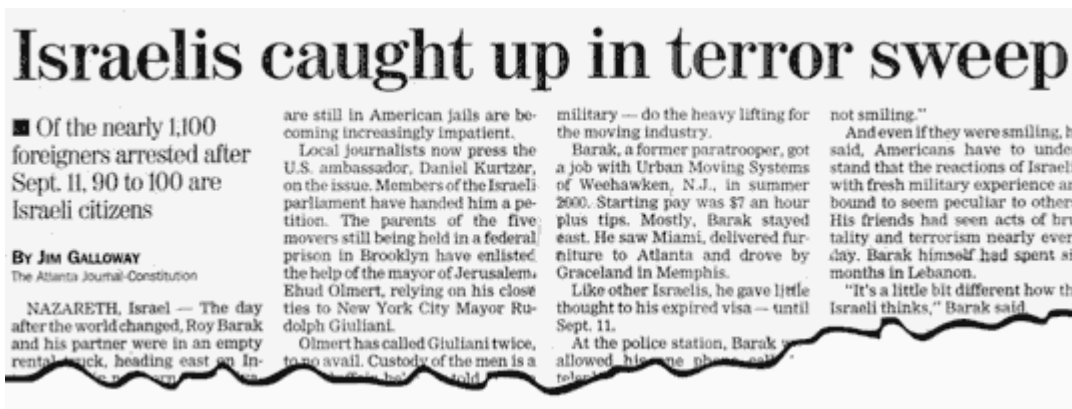 Israelis caught up in terror sweep
■ Of the nearly 1,100
foreigners arrested after
Sept. 11, 90 to 100 are
Israeli citizens
BY JIM GALLOWAY
The Atlanta Journal-Constitution
NAZARETH, Israel — The day
after the world changed, Roy Barak
and his partner were in an empty
rental truck, heading east on In-
are still in American jails are be-
coming increasingly impatient.
Local journalists now press the
U.S. ambassador, Daniel Kurtzer,
on the issue. Members of the Israeli
parliament have handed him a pe-
tition. The parents of the five
movers still being held in a federal
prison in Brooklyn have enlisted
the help of the mayor of Jerusalem,
Ehud Olmert, relying on his close
ties to New York City Mayor Ru-
dolph Giuliani.
Olmert has called Giuliani twice,
to no avail. Custody of the men is a
told
military — do the heavy lifting for
the moving industry.
Barak, a former paratrooper, got
a job with Urban Moving Systems
of Weehawken, N.J., in summer
2000. Starting pay was $7 an hour
plus tips. Mostly, Barak stayed
east. He saw Miami, delivered fur-
niture to Atlanta and drove by
Graceland in Memphis.
Like other Israelis, he gave little
thought to his expired visa — until
Sept. 11.
At the police station, Barak
allowed his one phone
not smiling."
And even if they were smiling, h
said, Americans have to unde
stand that the reactions of Israeli
with fresh military experience ar
bound to seem peculiar to other
His friends had seen acts of bru
tality and terrorism nearly ever
day. Barak himself had spent si
months in Lebanon.
"It's a little bit different how th
Israeli thinks," Barak said.